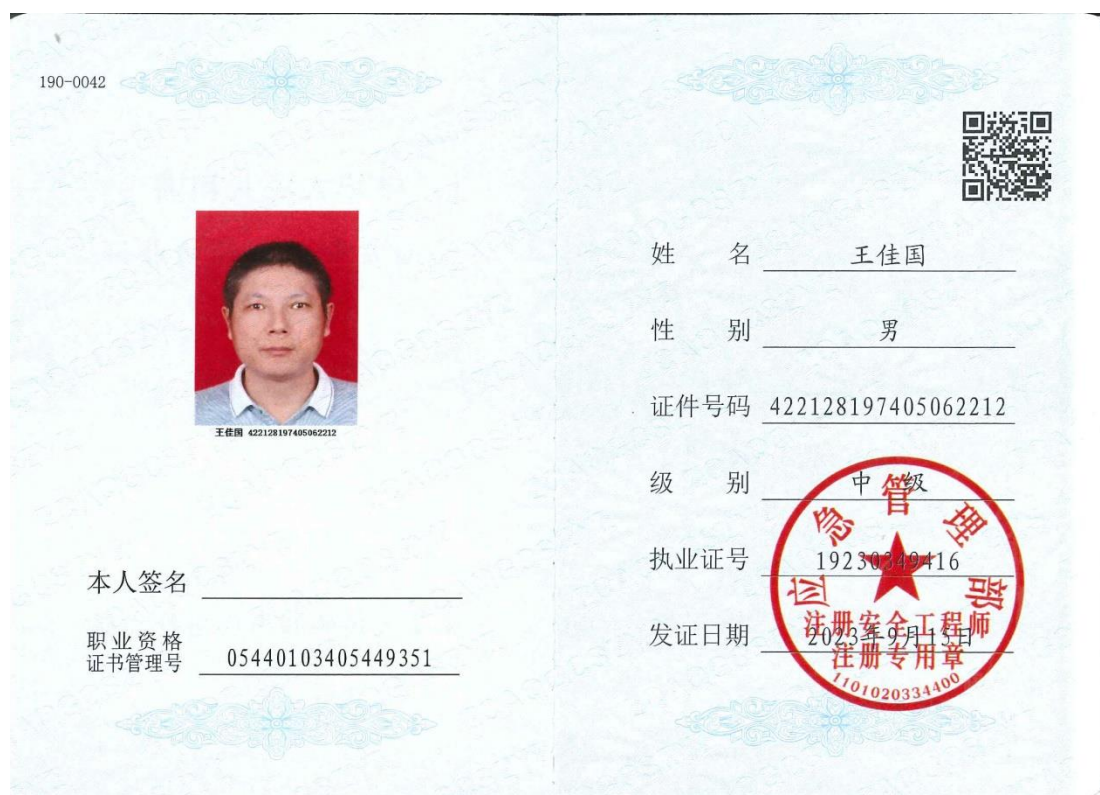 190-0042
王佳国 422128197405062212
本人签名
职业资格
证书管理号 05440103405449351
姓 名 王佳国
性 别 男
证件号码 422128197405062212
级 别 中 级
执业证号 19230349416
发证日期 2023年9月15日
应急管理部
注册安全工程师
注册专用章
1101020334400